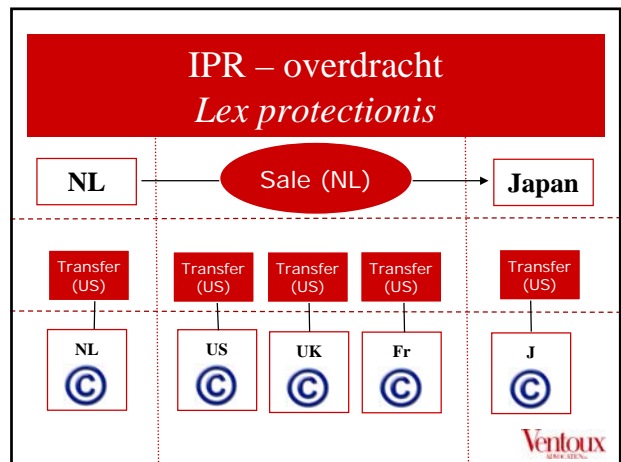 IPR – overdracht
Lex protectionis
NL
Sale (NL)
Japan
Transfer
(US)
Transfer
(US)
Transfer
(US)
Transfer
(US)
Transfer
(US)
NL
US
UK
Fr
J
©
©
©
©
©
Ventoux
ADVOCATEN